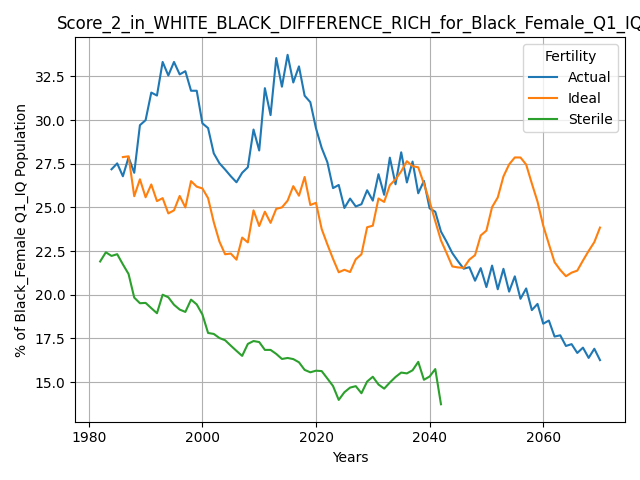 Score_2_in_WHITE_BLACK_DIFFERENCE_RICH_for_Black_Female_Q1_IQ
% of Black_Female Q1_IQ Population
32.5
30.0
27.5
25.0
22.5
20.0
17.5
15.0
Fertility
Actual
Ideal
Sterile
1980 2000 2020 2040 2060
Years